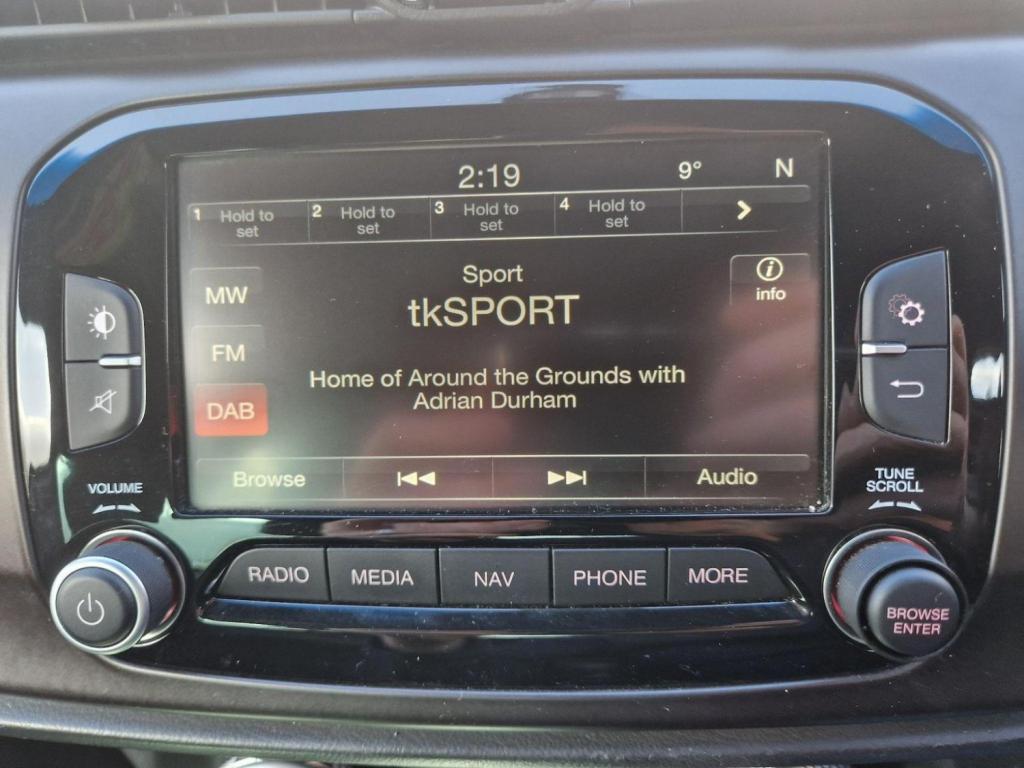 2:19 9° N
1 Hold to set
2 Hold to set
3 Hold to set
4 Hold to set
Sport
info
MW
tkSPORT
FM
Home of Around the Grounds with
Adrian Durham
DAB
Browse
Audio
VOLUME
TUNE
SCROLL
RADIO MEDIA NAV PHONE MORE
BROWSE
ENTER